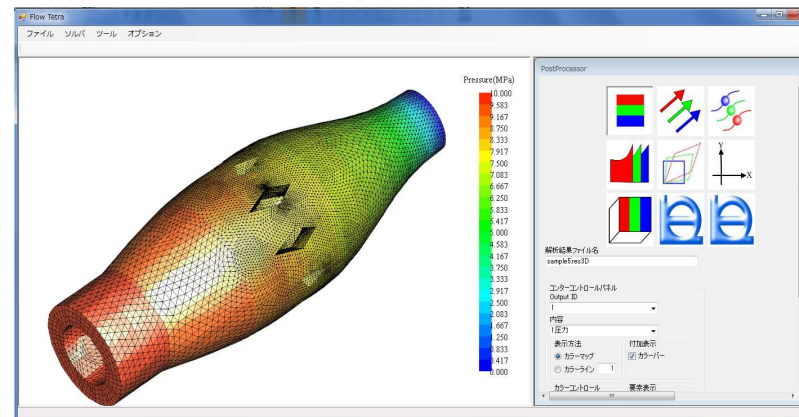 Flow Tetra
ファイル ソルバ ツール オプション
Pressure(MPa)
10.000
9.583
9.167
8.750
8.333
7.917
7.500
7.083
6.667
6.250
5.833
5.417
5.000
4.583
4.167
3.750
3.333
2.917
2.500
2.083
1.667
1.250
0.833
0.417
0.000
PostProcessor
Y
X
解析結果ファイル名
sample5.res3D
エンターコントロールパネル
Output ID
1
内容
1.圧力
表示方法 付加表示
カラーマップ カラーバー
カラーライン 1
カラーコントロール 要素表示